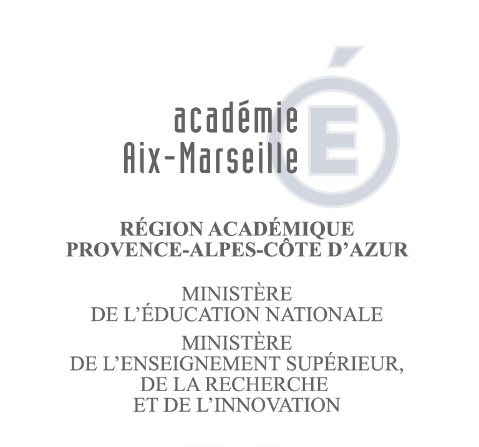 académie
Aix-Marseille
É
RÉGION ACADÉMIQUE
PROVENCE-ALPES-CÔTE D'AZUR
MINISTÈRE
DE L'ÉDUCATION NATIONALE
MINISTÈRE
DE L'ENSEIGNEMENT SUPÉRIEUR,
DE LA RECHERCHE
ET DE L'INNOVATION